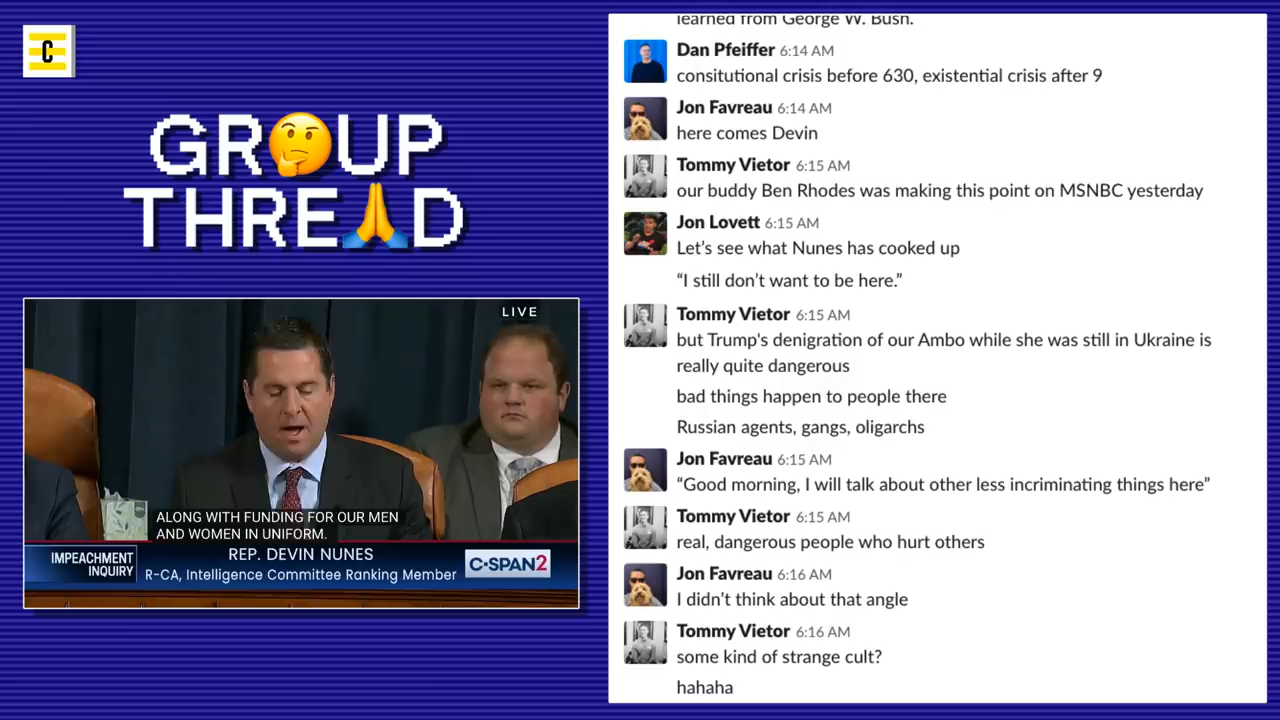 C
GR🤔UP
THRE🙏D
LIVE
ALONG WITH FUNDING FOR OUR MEN
AND WOMEN IN UNIFORM.
IMPEACHMENT
INQUIRY
REP. DEVIN NUNES
R-CA, Intelligence Committee Ranking Member
C-SPAN2
learned from George W. Bush.
Dan Pfeiffer 6:14 AM
consitutional crisis before 630, existential crisis after 9
Jon Favreau 6:14 AM
here comes Devin
Tommy Vietor 6:15 AM
our buddy Ben Rhodes was making this point on MSNBC yesterday
Jon Lovett 6:15 AM
Let's see what Nunes has cooked up
“I still don’t want to be here.”
Tommy Vietor 6:15 AM
but Trump's denigration of our Ambo while she was still in Ukraine is
really quite dangerous
bad things happen to people there
Russian agents, gangs, oligarchs
Jon Favreau 6:15 AM
“Good morning, I will talk about other less incriminating things here”
Tommy Vietor 6:15 AM
real, dangerous people who hurt others
Jon Favreau 6:16 AM
I didn’t think about that angle
Tommy Vietor 6:16 AM
some kind of strange cult?
hahaha